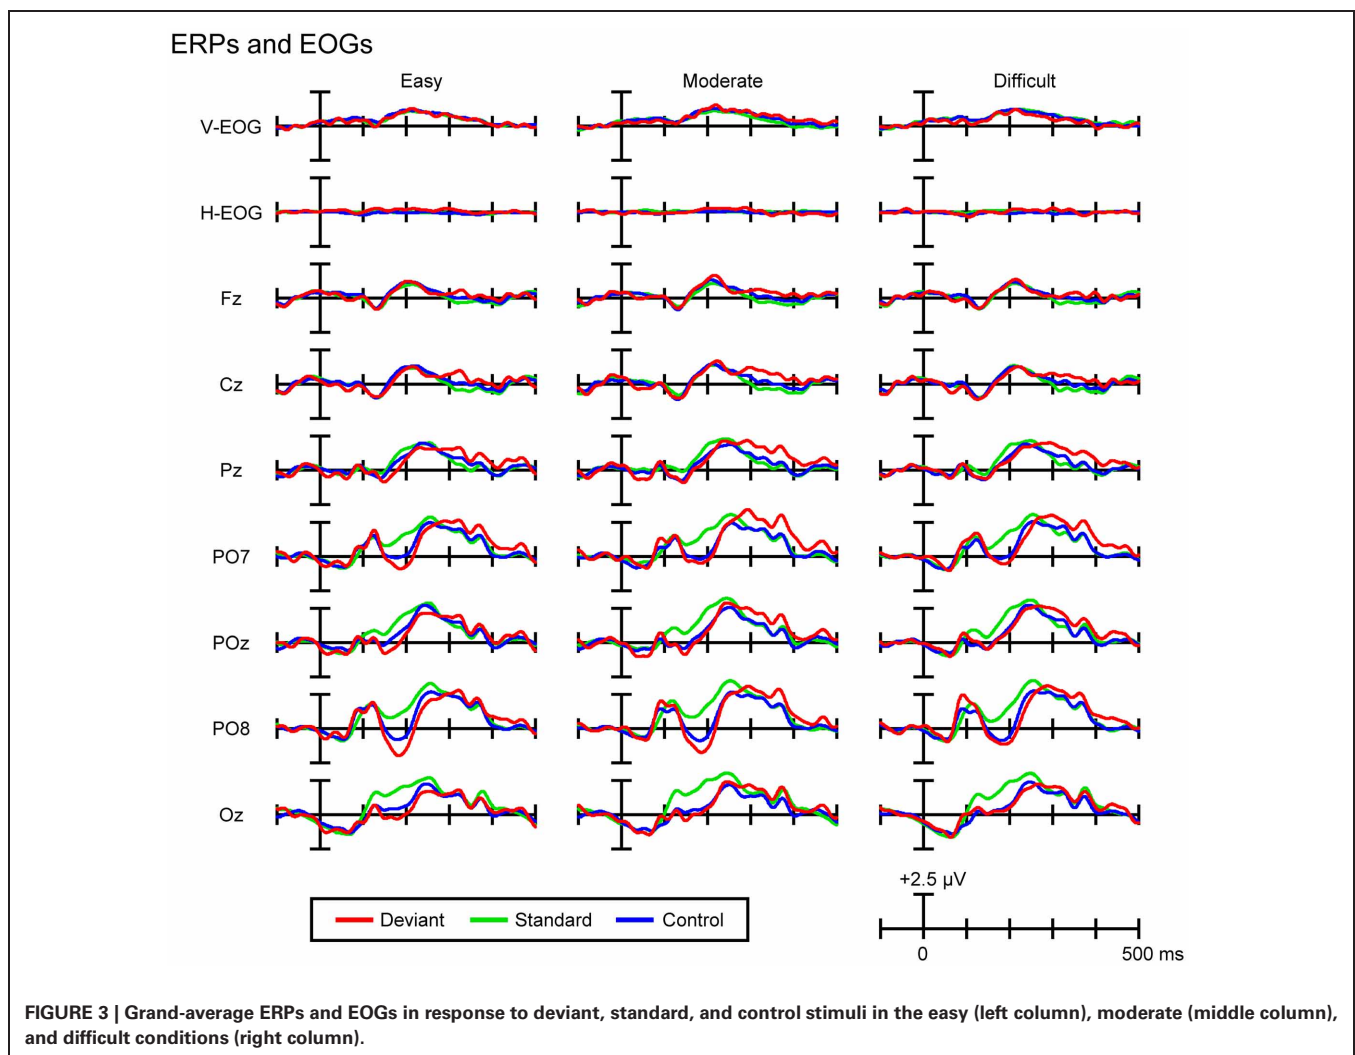 ERPs and EOGs
Easy Moderate Difficult
V-EOG
H-EOG
Fz
Cz
Pz
PO7
POz
PO8
Oz
+2.5 μV
Deviant Standard Control
0 500 ms
FIGURE 3 | Grand-average ERPs and EOGs in response to deviant, standard, and control stimuli in the easy (left column), moderate (middle column),
and difficult conditions (right column).